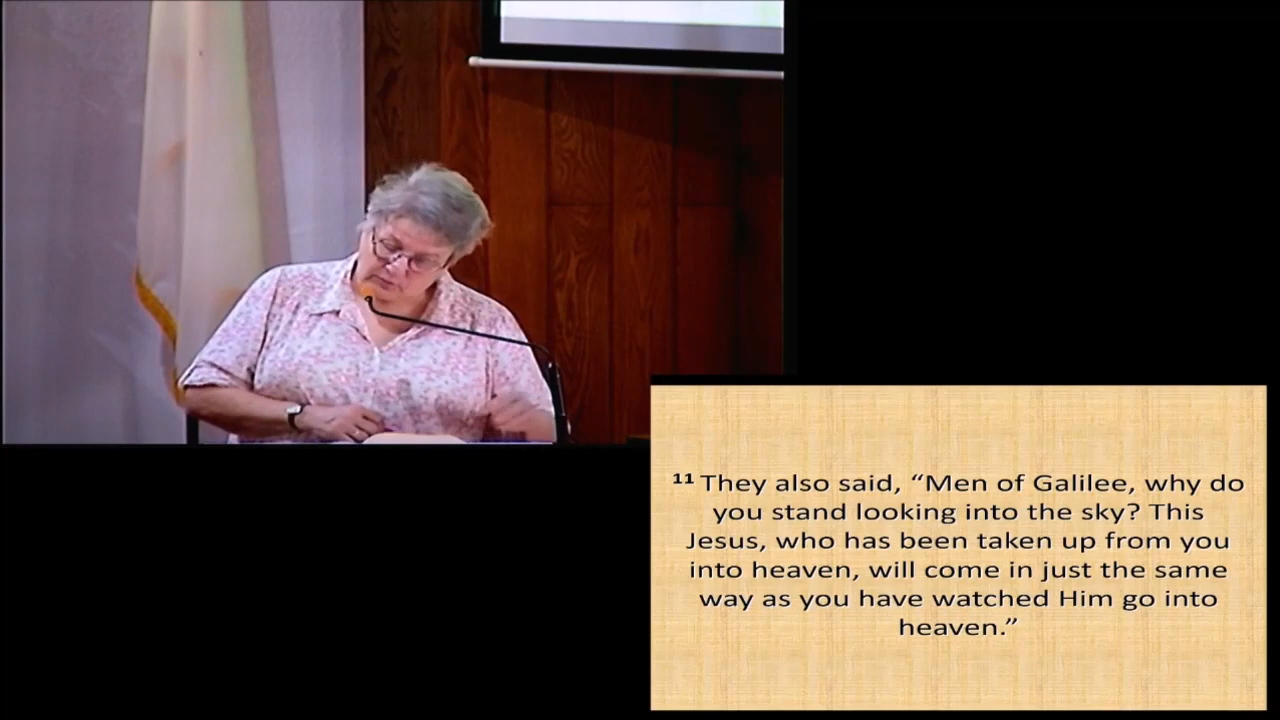 11 They also said, “Men of Galilee, why do
you stand looking into the sky? This
Jesus, who has been taken up from you
into heaven, will come in just the same
way as you have watched Him go into
heaven.”